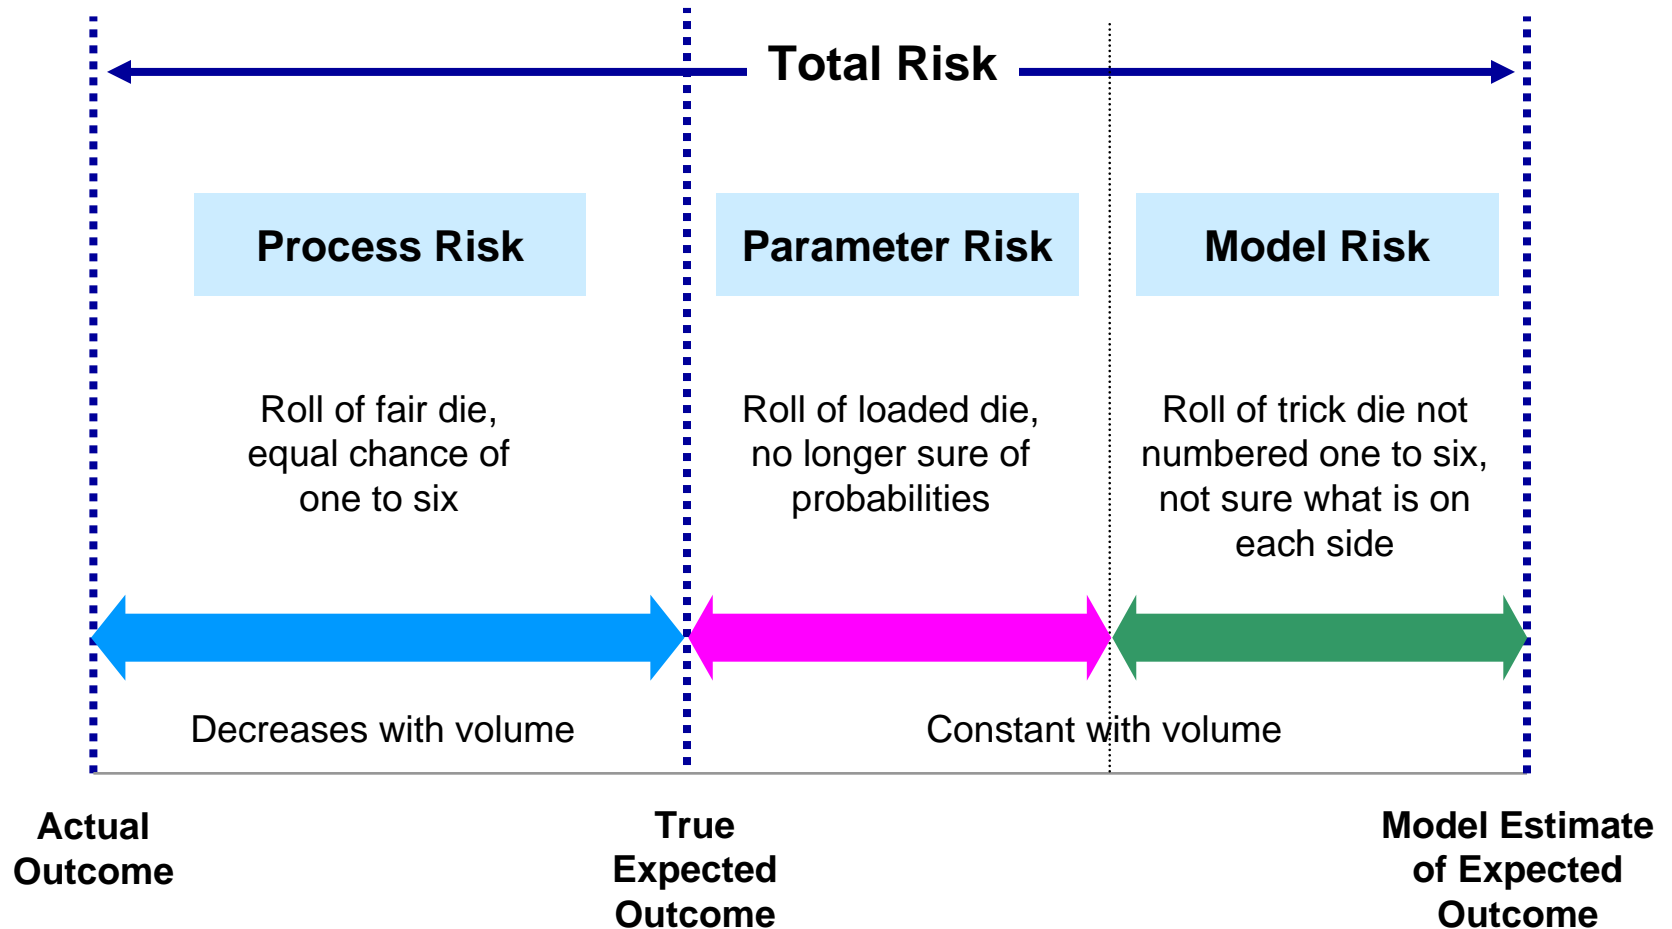 Total Risk
Process Risk
Parameter Risk
Model Risk
Roll of fair die,
equal chance of
one to six
Roll of loaded die,
no longer sure of
probabilities
Roll of trick die not
numbered one to six,
not sure what is on
each side
Decreases with volume
Constant with volume
Actual
Outcome
True
Expected
Outcome
Model Estimate
of Expected
Outcome